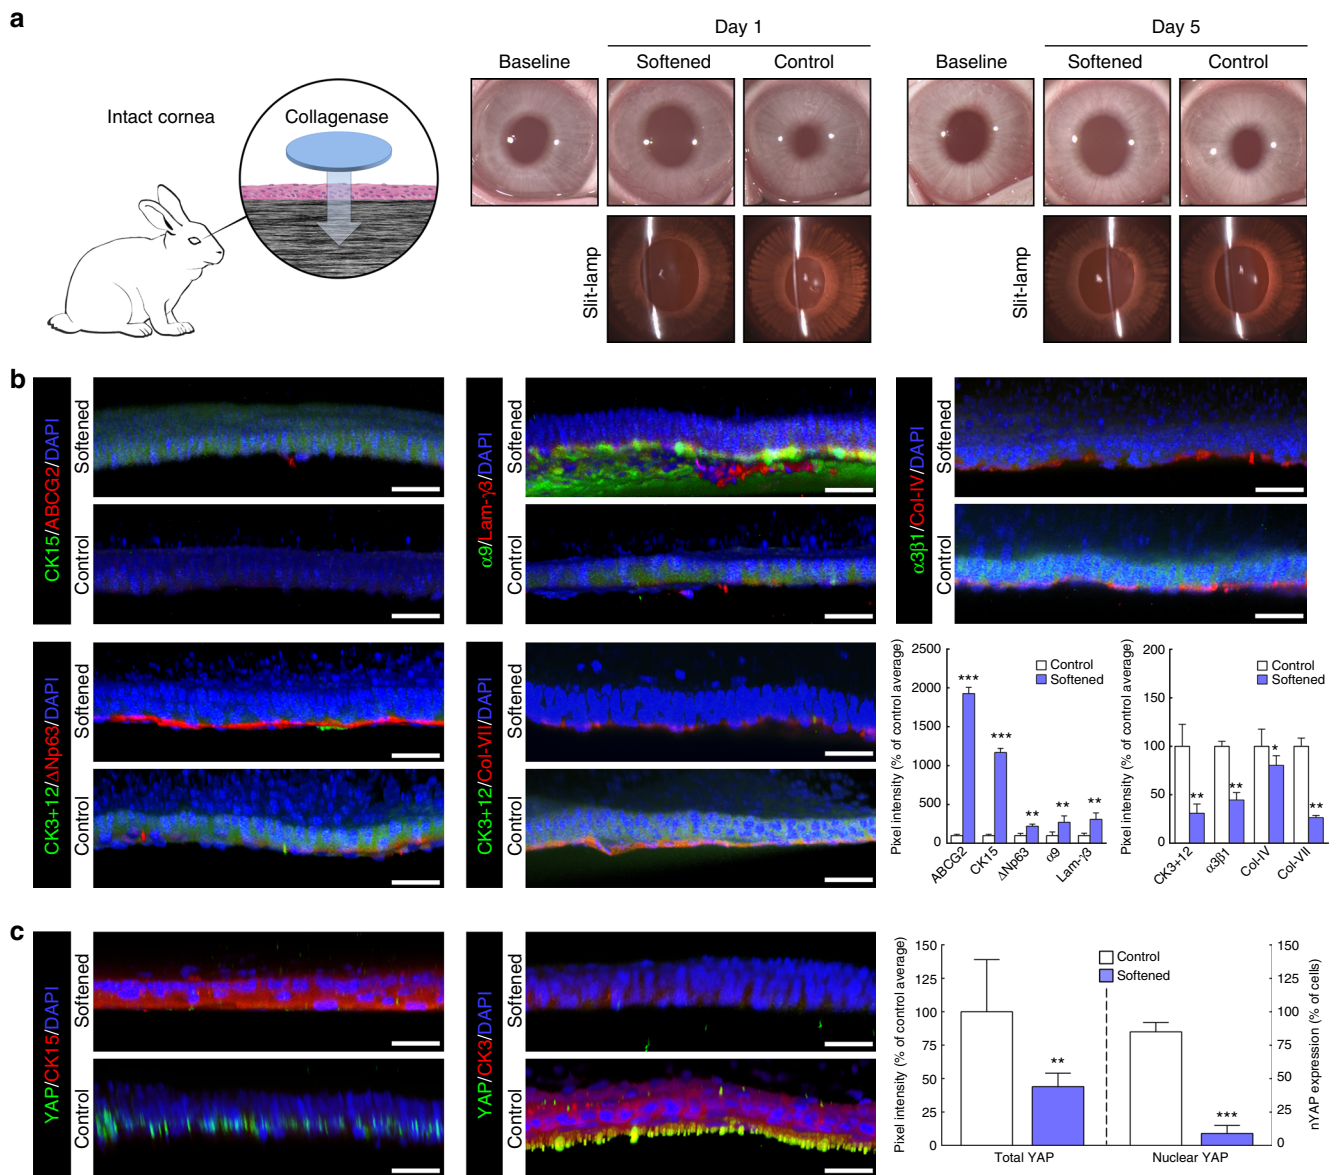 a
Intact cornea
Collagenase
Day 1
Day 5
Baseline
Softened
Control
Baseline
Softened
Control
Slit-lamp
Slit-lamp
b
CK15/ABCG2/DAPI
Softened
Control
α9/Lam-γ3/DAPI
Softened
Control
α3β1/Col-IV/DAPI
Softened
Control
CK3+12/ΔNp63/DAPI
Softened
Control
CK3+12/Col-VII/DAPI
Softened
Control
Pixel intensity (% of control average)
2500
2000
1500
1000
500
0
Control
Softened
***
***
**
**
**
ABCG2
CK15
ΔNp63
α9
Lam-γ3
Pixel intensity (% of control average)
200
150
100
50
0
Control
Softened
**
**
*
**
CK3+12
α3β1
Col-IV
Col-VII
c
YAP/CK15/DAPI
Softened
Control
YAP/CK3/DAPI
Softened
Control
Pixel intensity (% of control average)
150
125
100
75
50
25
0
Control
Softened
**
***
Total YAP
Nuclear YAP
150
125
100
75
50
25
0
nYAP expression (% of cells)